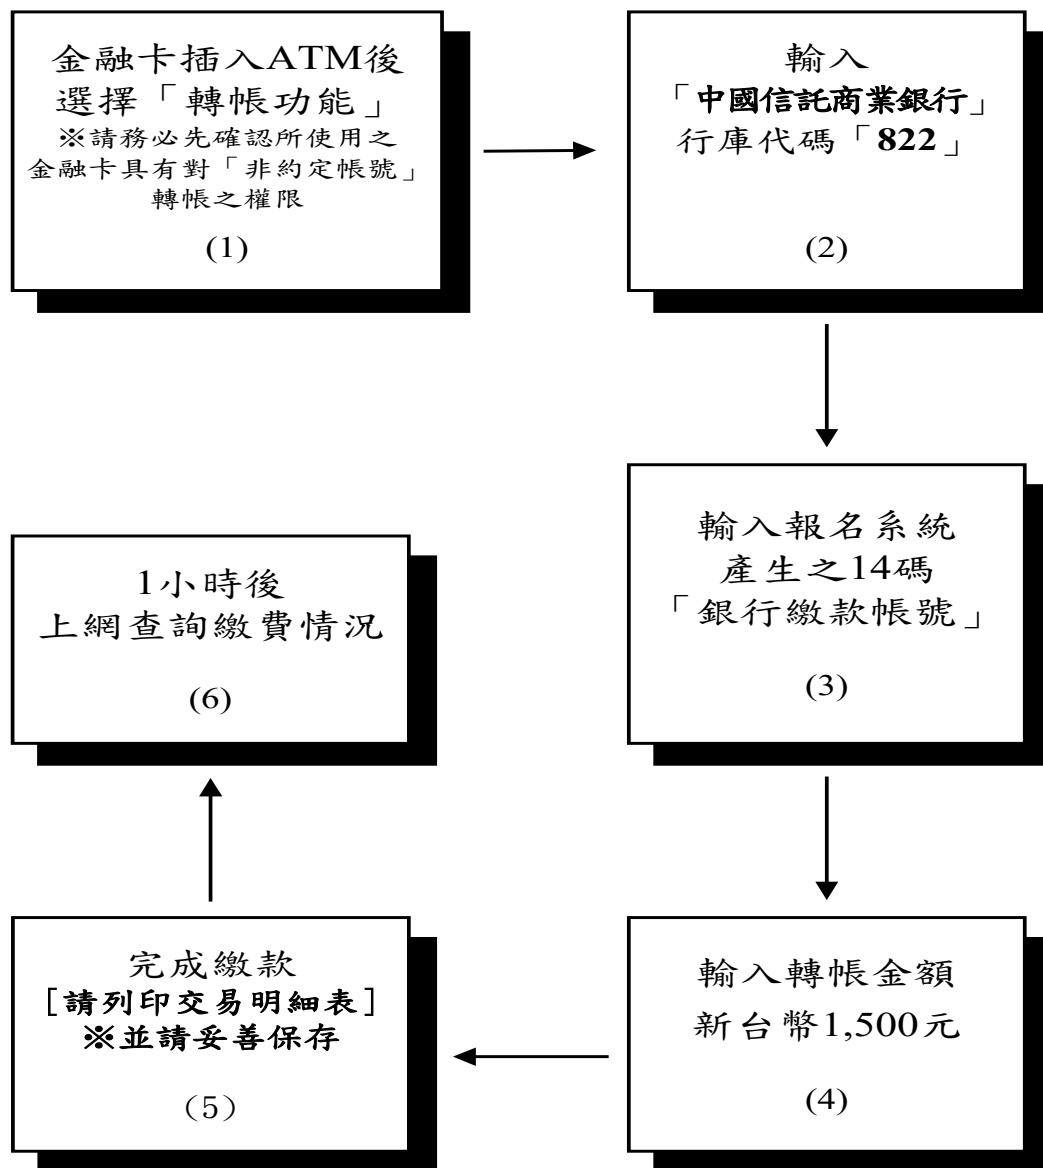 金融卡插入ATM後
選擇「轉帳功能」
※請務必先確認所使用之
金融卡具有對「非約定帳號」
轉帳之權限
(1)
輸入
「中國信託商業銀行」
行庫代碼「822」
(2)
輸入報名系統
產生之14碼
「銀行繳款帳號」
(3)
輸入轉帳金額
新台幣1,500元
(4)
完成繳款
[請列印交易明細表]
※並請妥善保存
(5)
1小時後
上網查詢繳費情況
(6)